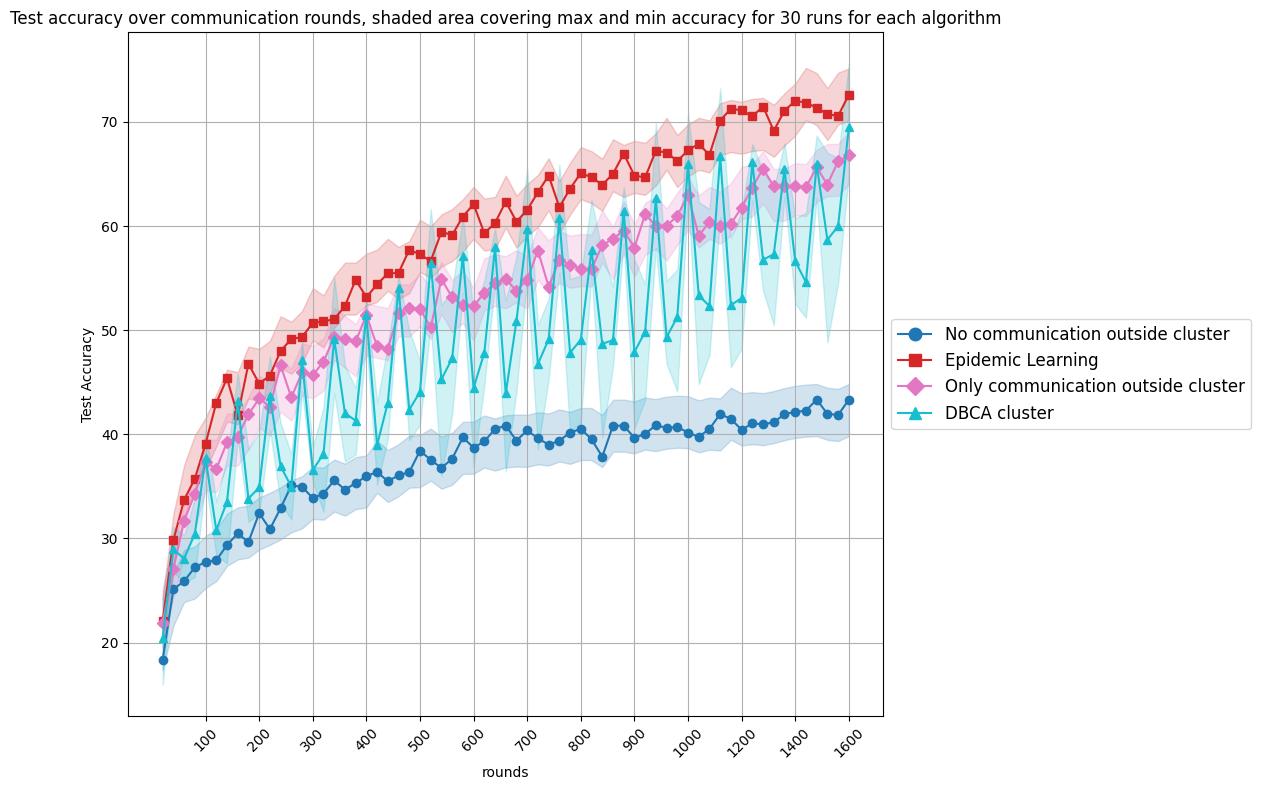 Test accuracy over communication rounds, shaded area covering max and min accuracy for 30 runs for each algorithm
Test Accuracy
70
60
50
40
30
20
100
200
300
400
500
600
700
800
900
1000
1200
1400
1600
rounds
No communication outside cluster
Epidemic Learning
Only communication outside cluster
DBCA cluster